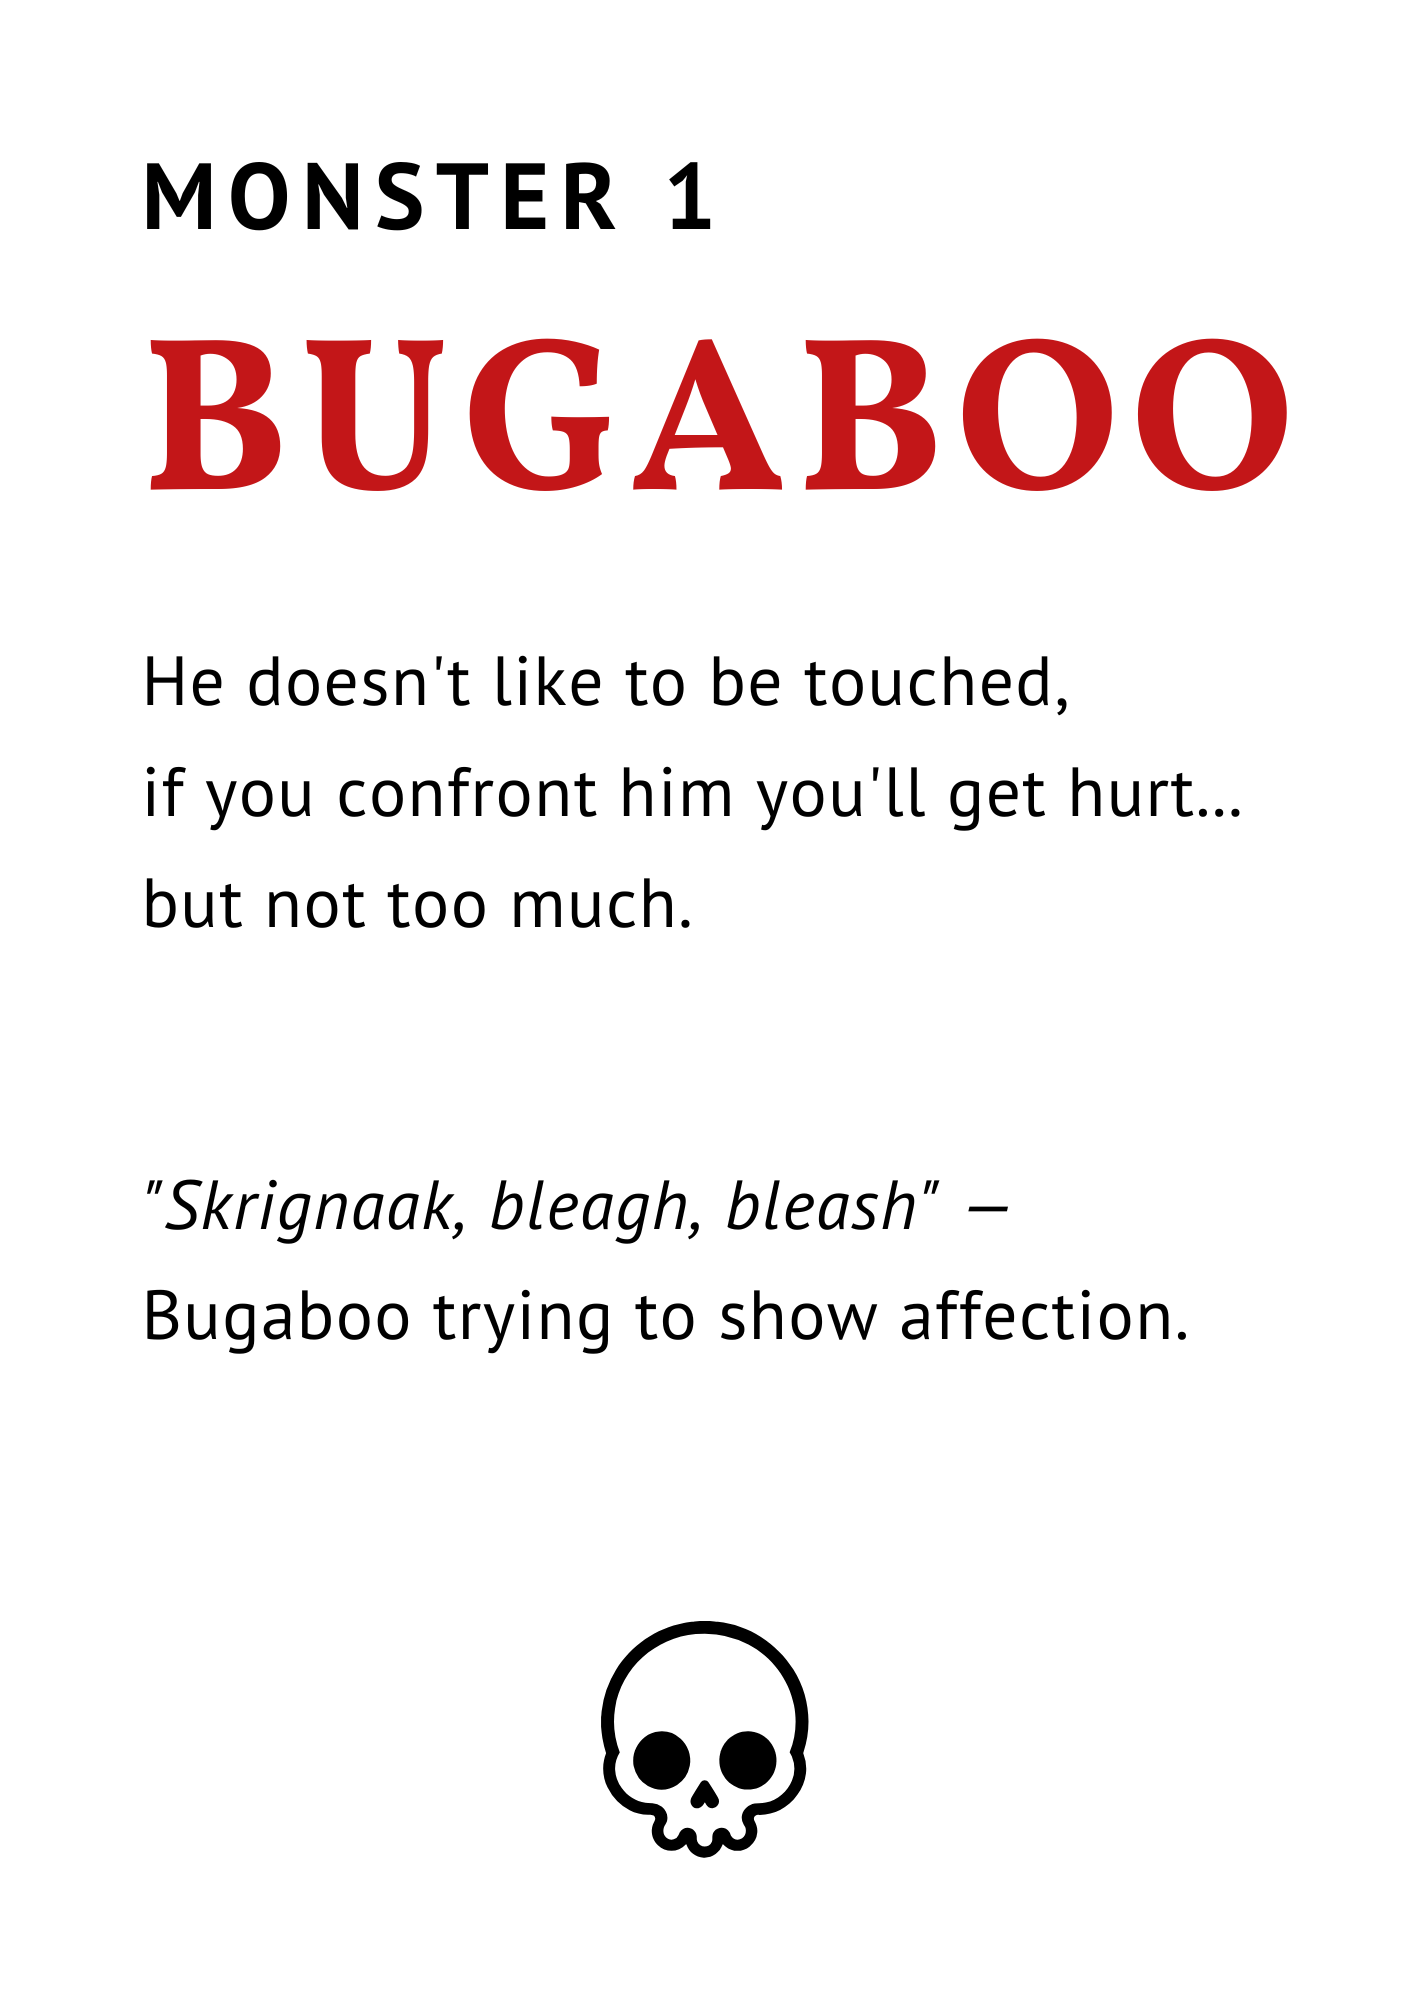 MONSTER 1
BUGABOO
He doesn't like to be touched,
if you confront him you'll get hurt...
but not too much.
"Skrignaak, bleagh, bleash" –
Bugaboo trying to show affection.